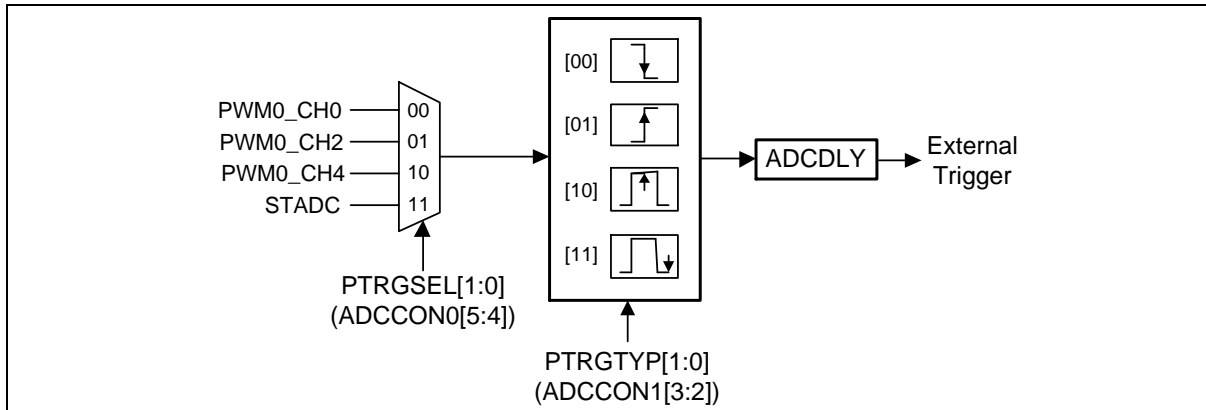 PWM0_CH0
PWM0_CH2
PWM0_CH4
STADC
00
01
10
11
PTRGSEL[1:0]
(ADCCON0[5:4])
[00]
[01]
[10]
[11]
PTRGTYP[1:0]
(ADCCON1[3:2])
ADCDLY
External
Trigger